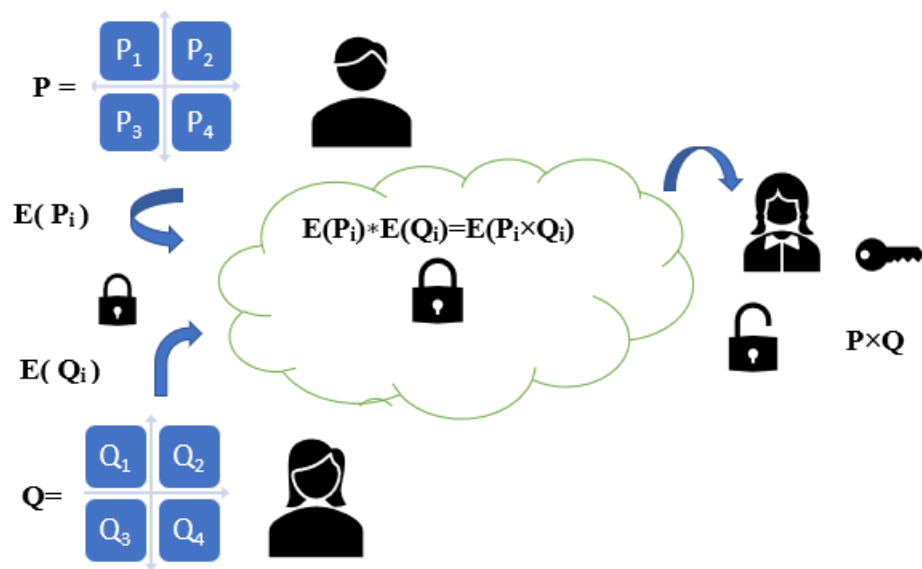 P₁ P₂
P =
P₃ P₄
E( Pᵢ)
E(Pᵢ)*E(Qᵢ)=E(Pᵢ×Qᵢ)
P×Q
E( Qᵢ)
Q₁ Q₂
Q=
Q₃ Q₄